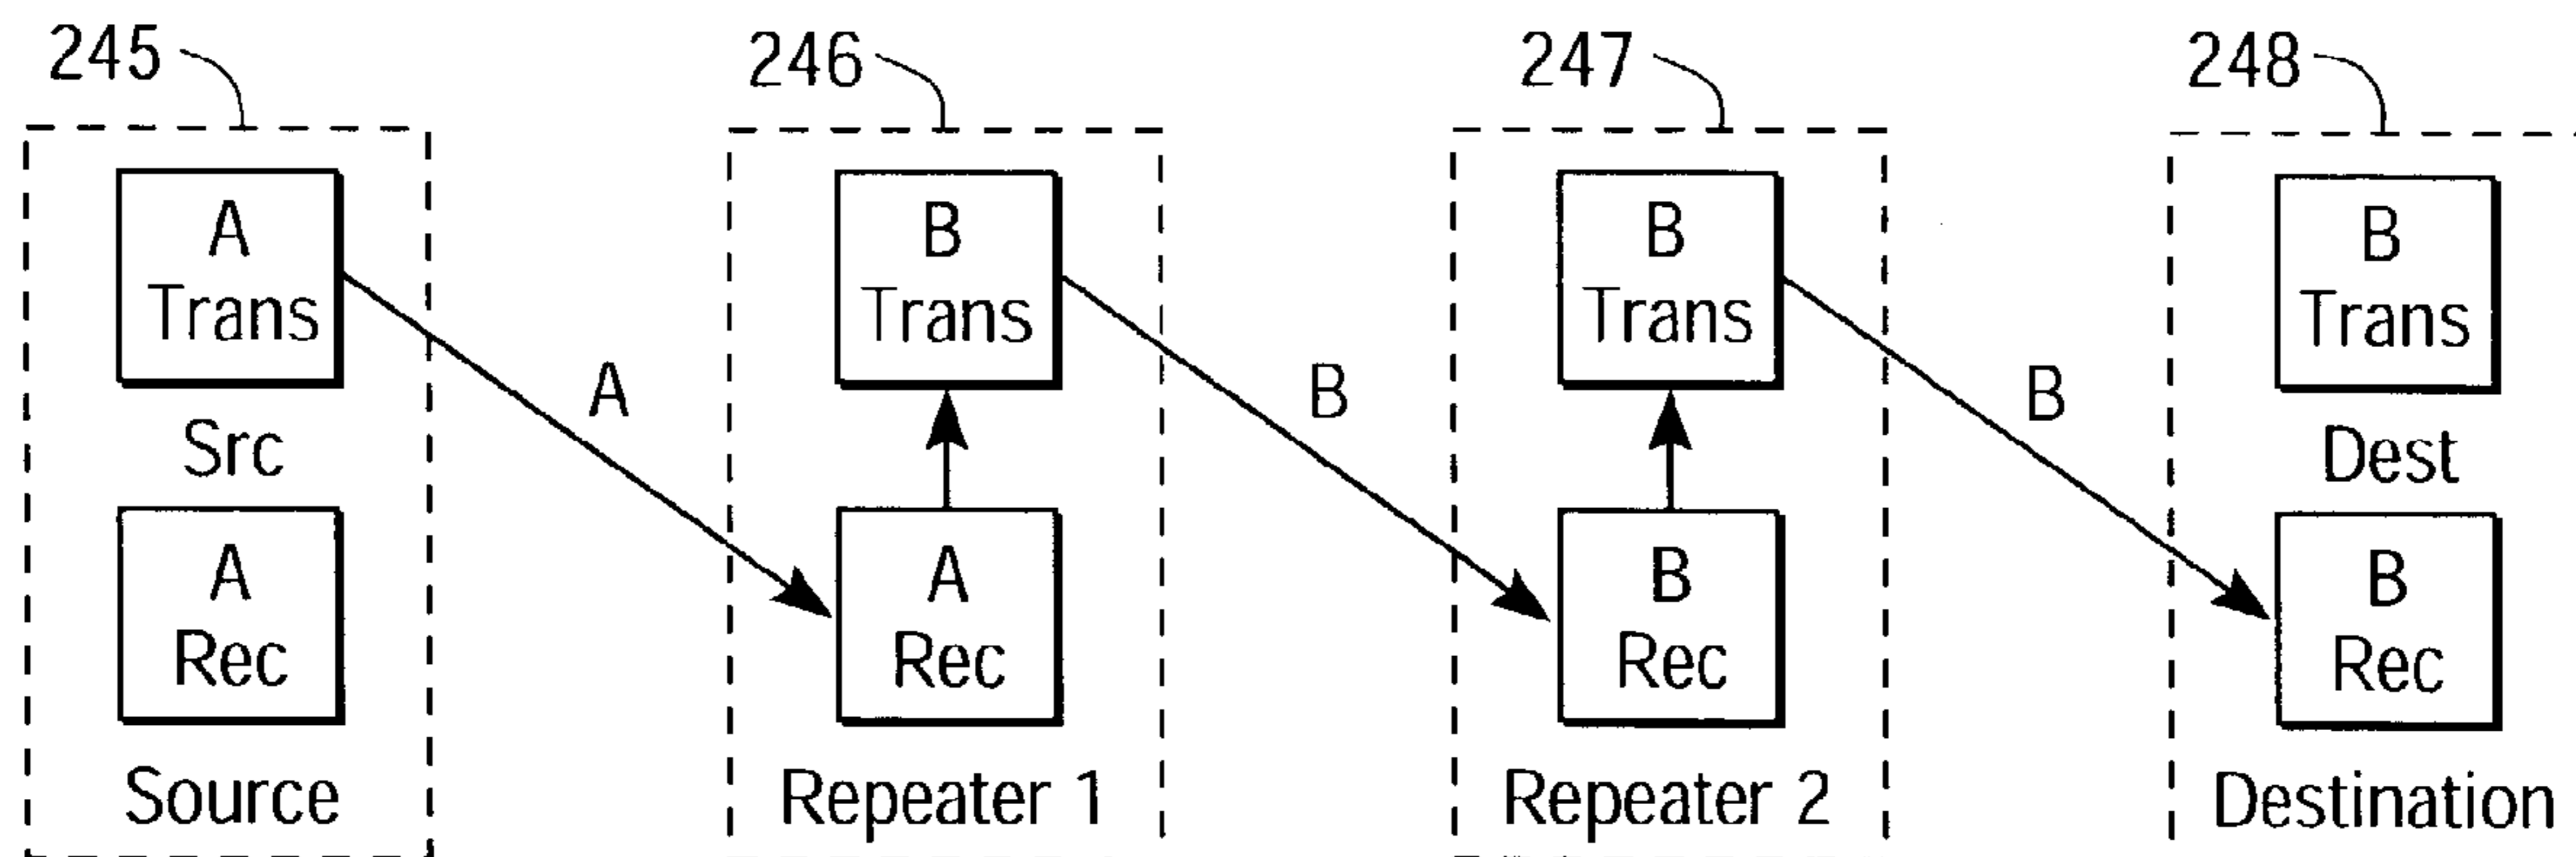 245 246 247 248
A Trans
B Trans
B Trans
B Trans
A
B
B
Src
Dest
A Rec
A Rec
B Rec
B Rec
Source
Repeater 1
Repeater 2
Destination